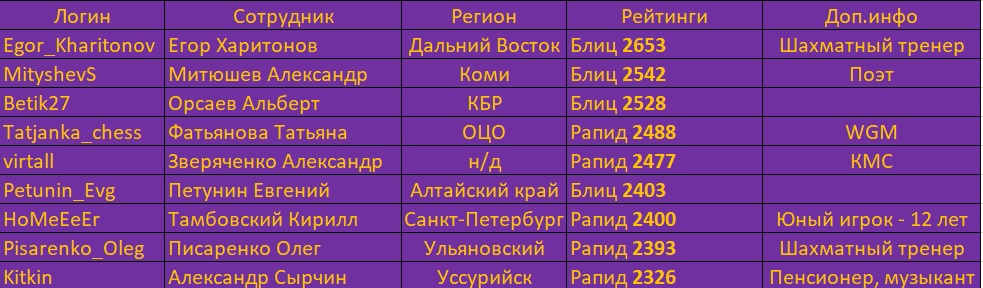 Логин Сотрудник Регион Рейтинги Доп.инфо
Egor_Kharitonov Егор Харитонов Дальний Восток Блиц 2653 Шахматный тренер
MityshevS Митюшев Александр Коми Блиц 2542 Поэт
Betik27 Орсаев Альберт КБР Блиц 2528
Tatjanka_chess Фатьянова Татьяна ОЦО Рапид 2488 WGM
virtall Зверяченко Александр н/д Рапид 2477 КМС
Petunin_Evg Петунин Евгений Алтайский край Блиц 2403
HoMeEeEr Тамбовский Кирилл Санкт-Петербург Рапид 2400 Юный игрок - 12 лет
Pisarenko_Oleg Писаренко Олег Ульяновский Рапид 2393 Шахматный тренер
Kitkin Александр Сырчин Уссурийск Рапид 2326 Пенсионер, музыкант